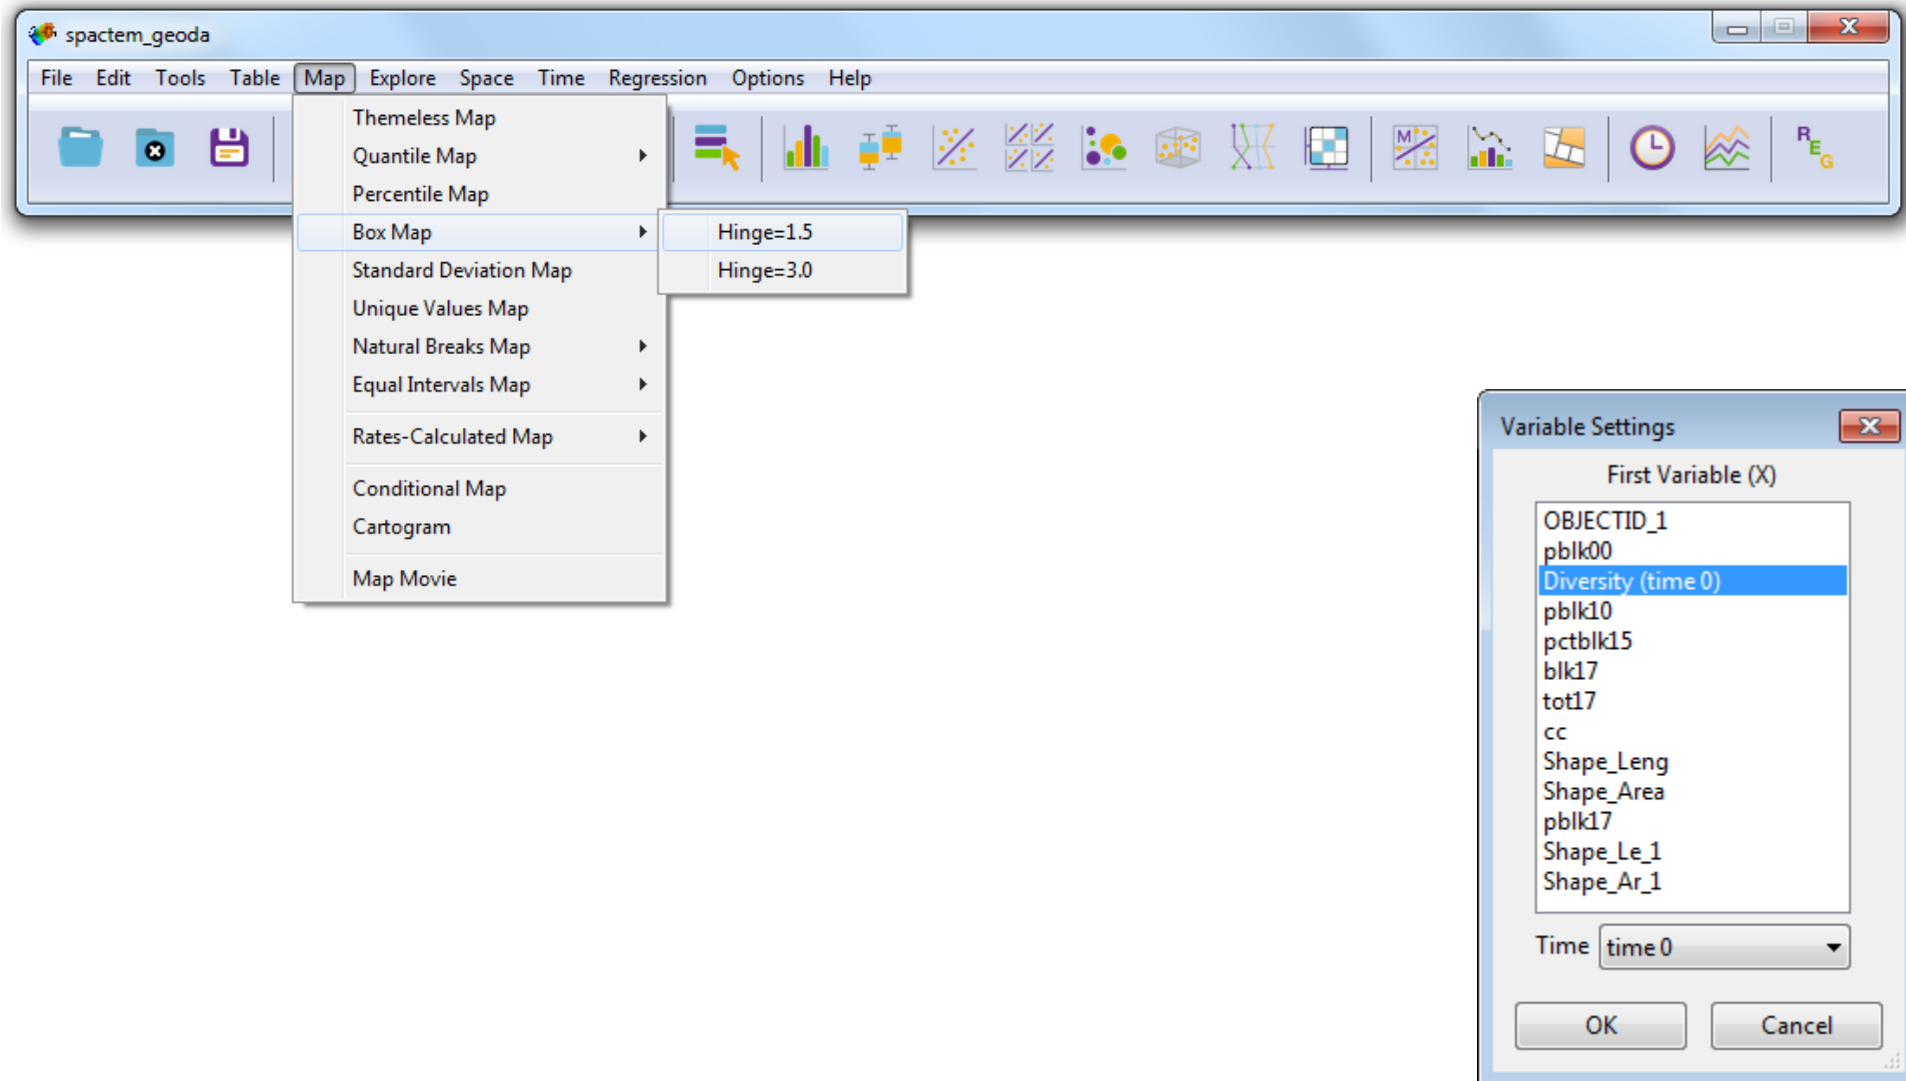 spactem_geoda
File Edit Tools Table Map Explore Space Time Regression Options Help
Themeless Map
Quantile Map
Percentile Map
Box Map
Standard Deviation Map
Unique Values Map
Natural Breaks Map
Equal Intervals Map
Rates-Calculated Map
Conditional Map
Cartogram
Map Movie
Hinge=1.5
Hinge=3.0
M
REG
Variable Settings
First Variable (X)
OBJECTID_1
pblk00
Diversity (time 0)
pblk10
pctblk15
blk17
tot17
cc
Shape_Leng
Shape_Area
pblk17
Shape_Le_1
Shape_Ar_1
Time time 0
OK Cancel